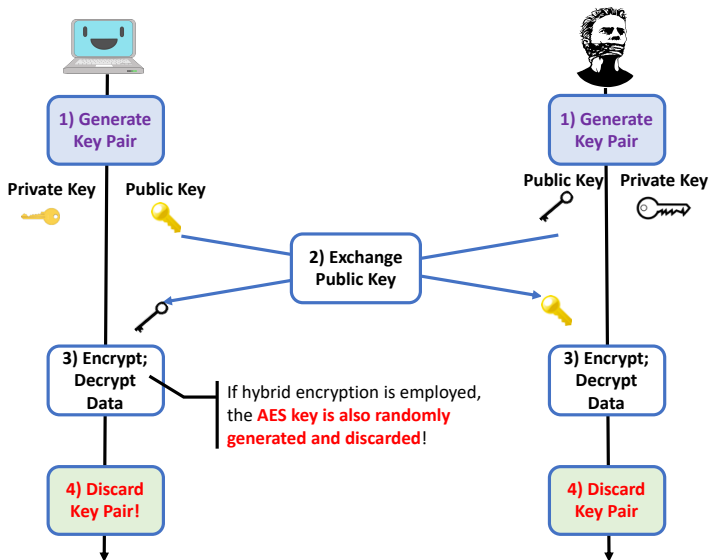 1) Generate
Key Pair
1) Generate
Key Pair
Private Key
Public Key
Public Key
Private Key
2) Exchange
Public Key
3) Encrypt;
Decrypt
Data
3) Encrypt;
Decrypt
Data
If hybrid encryption is employed,
the AES key is also randomly
generated and discarded!
4) Discard
Key Pair!
4) Discard
Key Pair